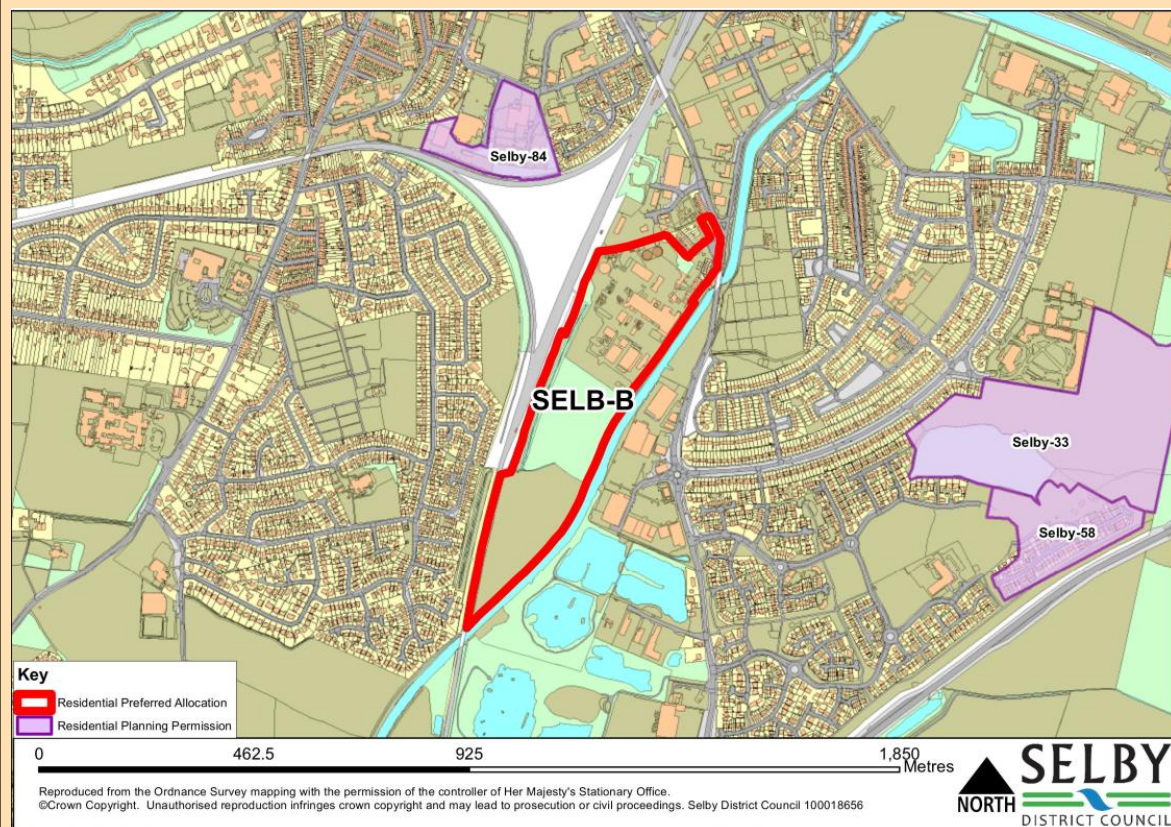 Selby-84
SELB-B
Selby-33
Selby-58
Key
Residential Preferred Allocation
Residential Planning Permission
0 462.5 925 1,850
Metres
Reproduced from the Ordnance Survey mapping with the permission of the controller of Her Majesty's Stationary Office.
©Crown Copyright. Unauthorised reproduction infringes crown copyright and may lead to prosecution or civil proceedings. Selby District Council 100018656
NORTH
SELBY
DISTRICT COUNCIL